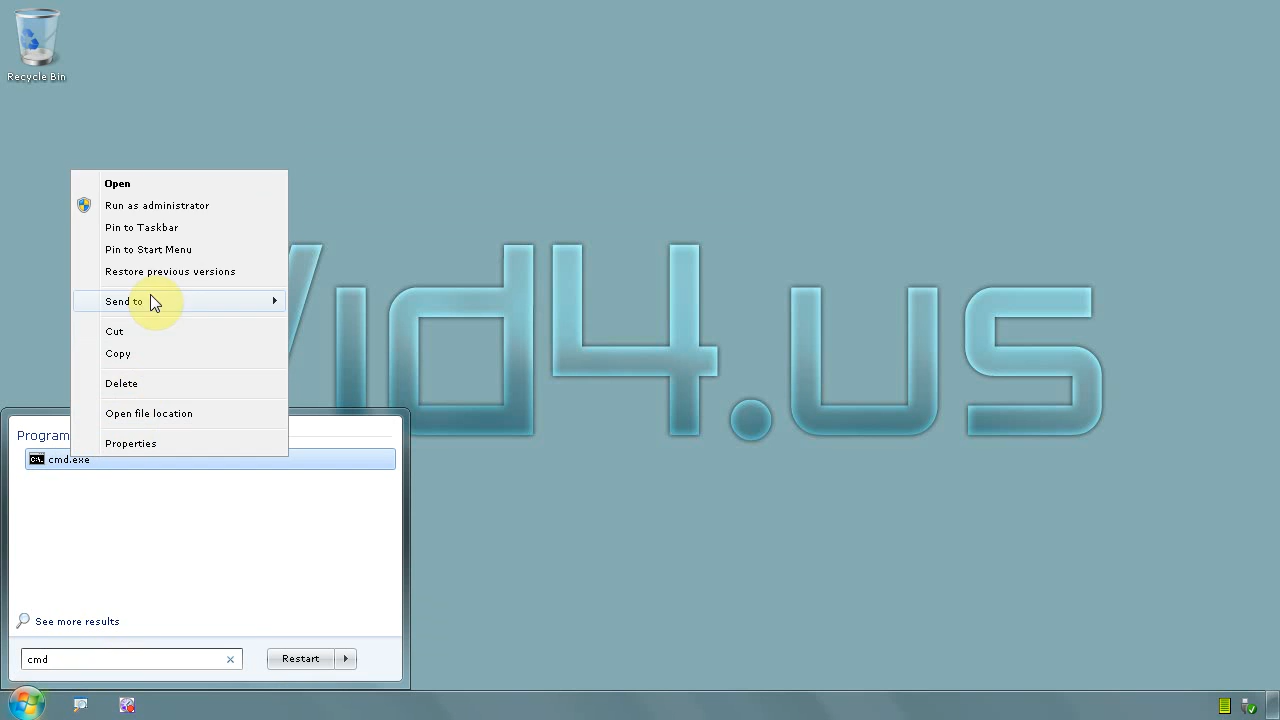 Recycle Bin
Open
Run as administrator
Pin to Taskbar
Pin to Start Menu
Restore previous versions
Send to
Cut
Copy
Delete
Open file location
Properties
Vid4.us
Program
cmd.exe
See more results
cmd
Restart